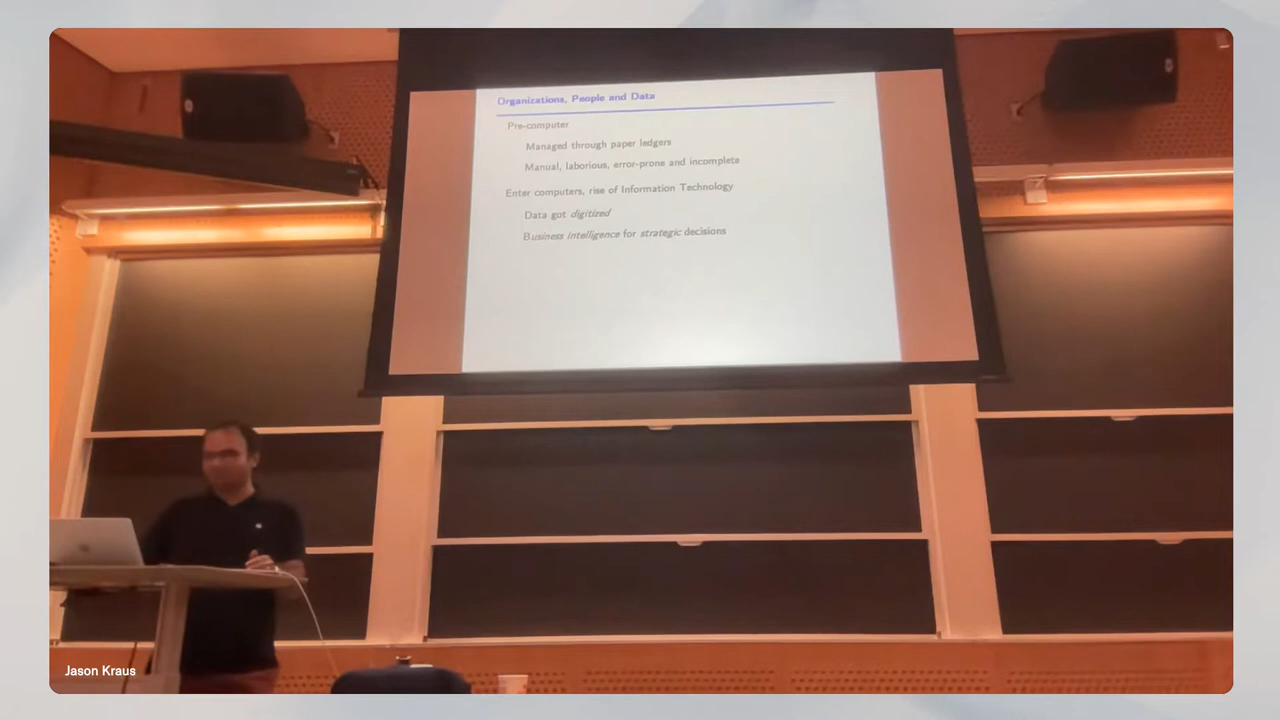 Organizations, People and Data
Pre-computer
Managed through paper ledgers
Manual, laborious, error-prone and incomplete
Enter computers, rise of Information Technology
Data got digitized
Business intelligence for strategic decisions
Jason Kraus